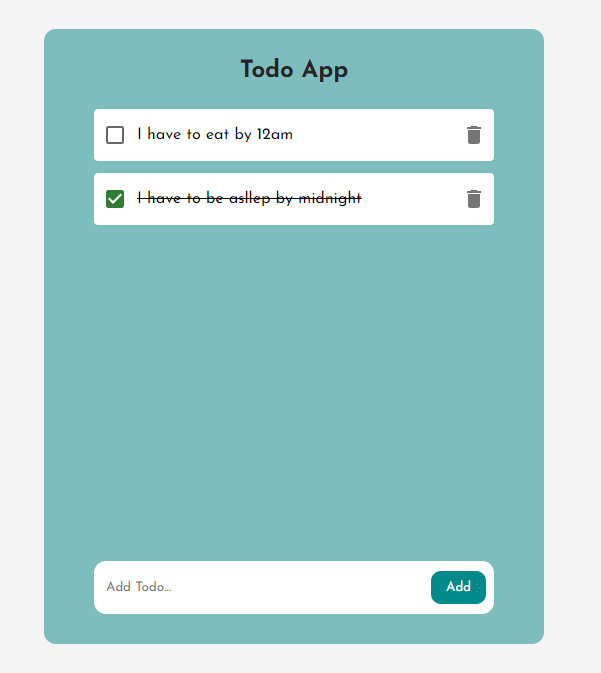 Todo App
I have to eat by 12am
I have to be asllep by midnight
Add Todo...
Add